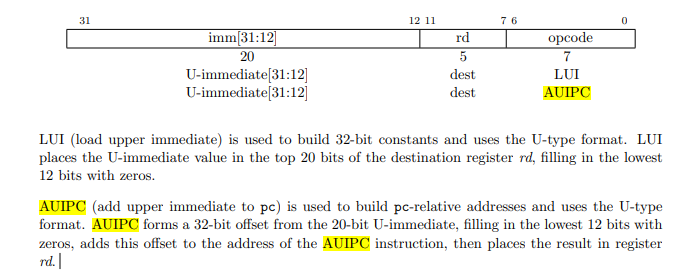 31 12 11 7 6 0
imm[31:12] rd opcode
20 5 7
U-immediate[31:12] dest LUI
U-immediate[31:12] dest AUIPC
LUI (load upper immediate) is used to build 32-bit constants and uses the U-type format. LUI
places the U-immediate value in the top 20 bits of the destination register rd, filling in the lowest
12 bits with zeros.
AUIPC (add upper immediate to pc) is used to build pc-relative addresses and uses the U-type
format. AUIPC forms a 32-bit offset from the 20-bit U-immediate, filling in the lowest 12 bits with
zeros, adds this offset to the address of the AUIPC instruction, then places the result in register
rd.